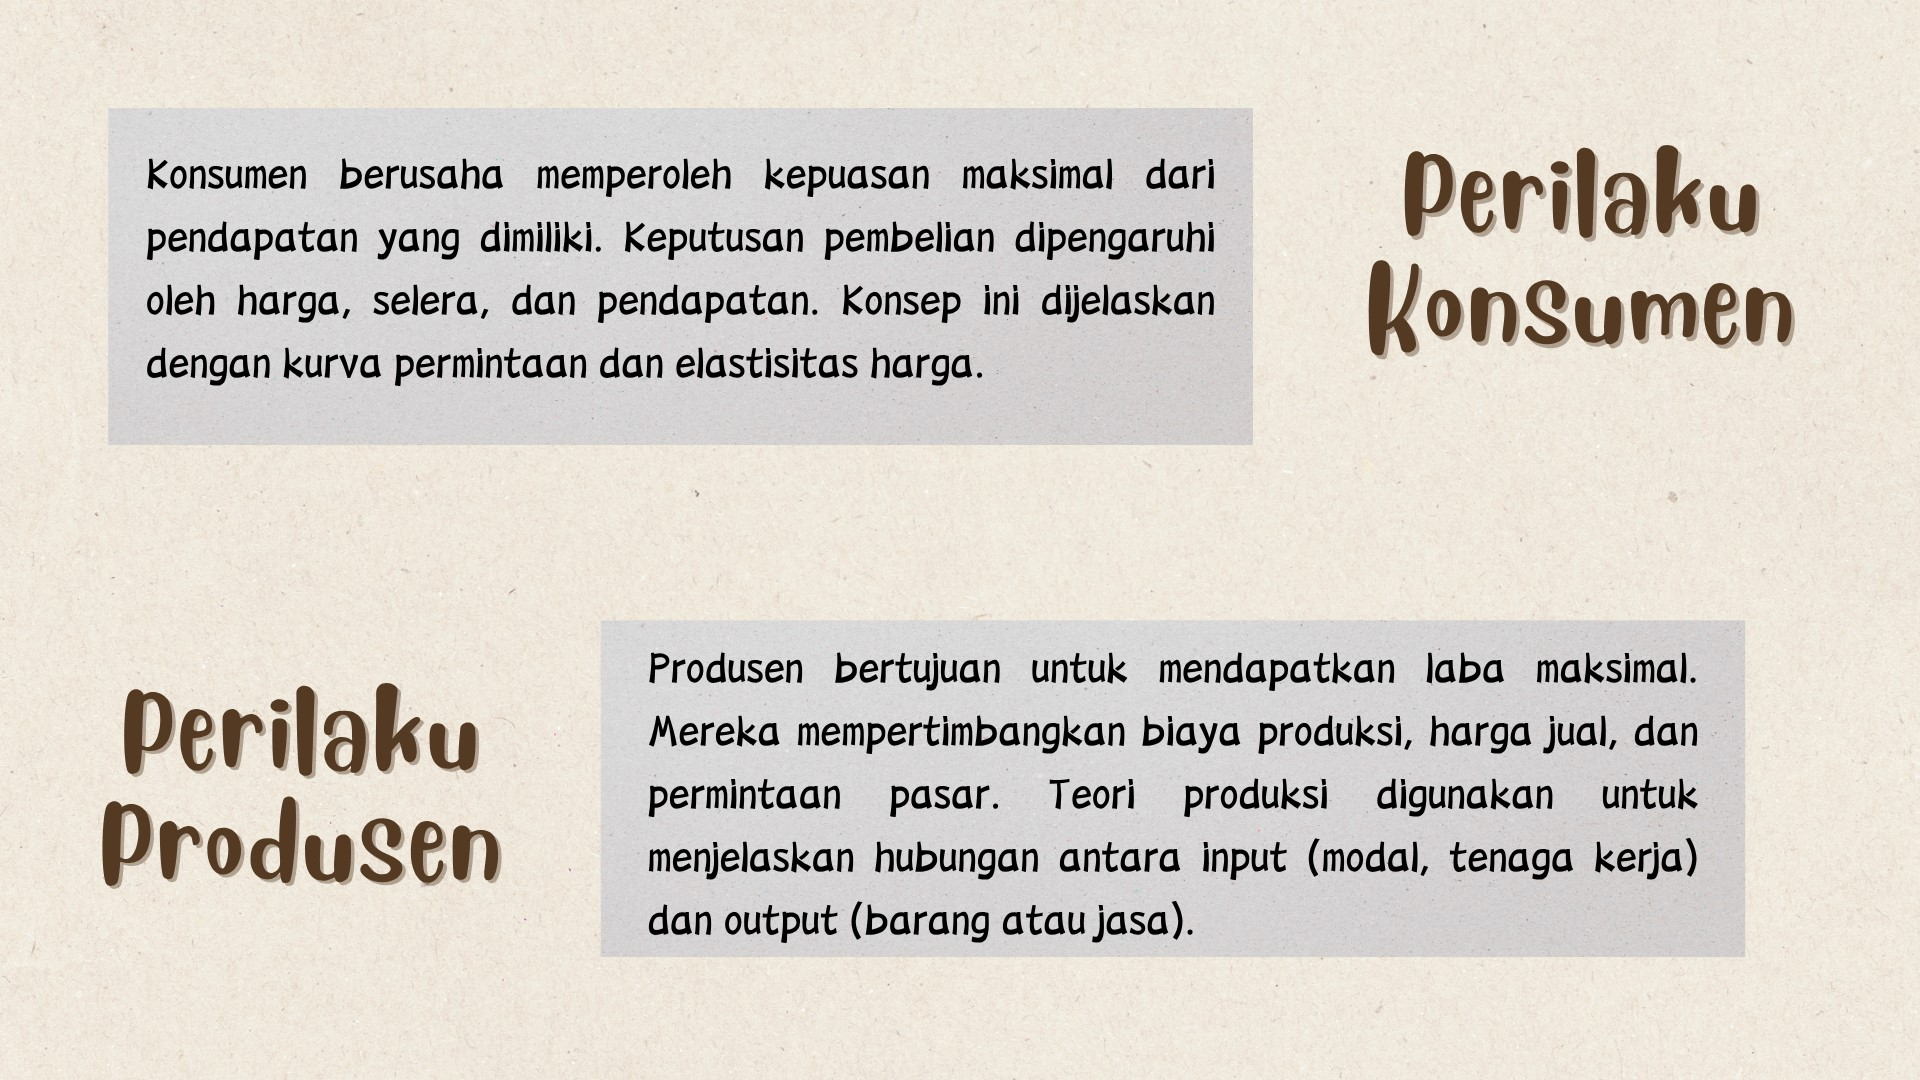 Perilaku
Konsumen
Konsumen berusaha memperoleh kepuasan maksimal dari
pendapatan yang dimiliki. Keputusan pembelian dipengaruhi
oleh harga, selera, dan pendapatan. Konsep ini dijelaskan
dengan kurva permintaan dan elastisitas harga.
Perilaku
Produsen
Produsen bertujuan untuk mendapatkan laba maksimal.
Mereka mempertimbangkan biaya produksi, harga jual, dan
permintaan pasar. Teori produksi digunakan untuk
menjelaskan hubungan antara input (modal, tenaga kerja)
dan output (barang atau jasa).